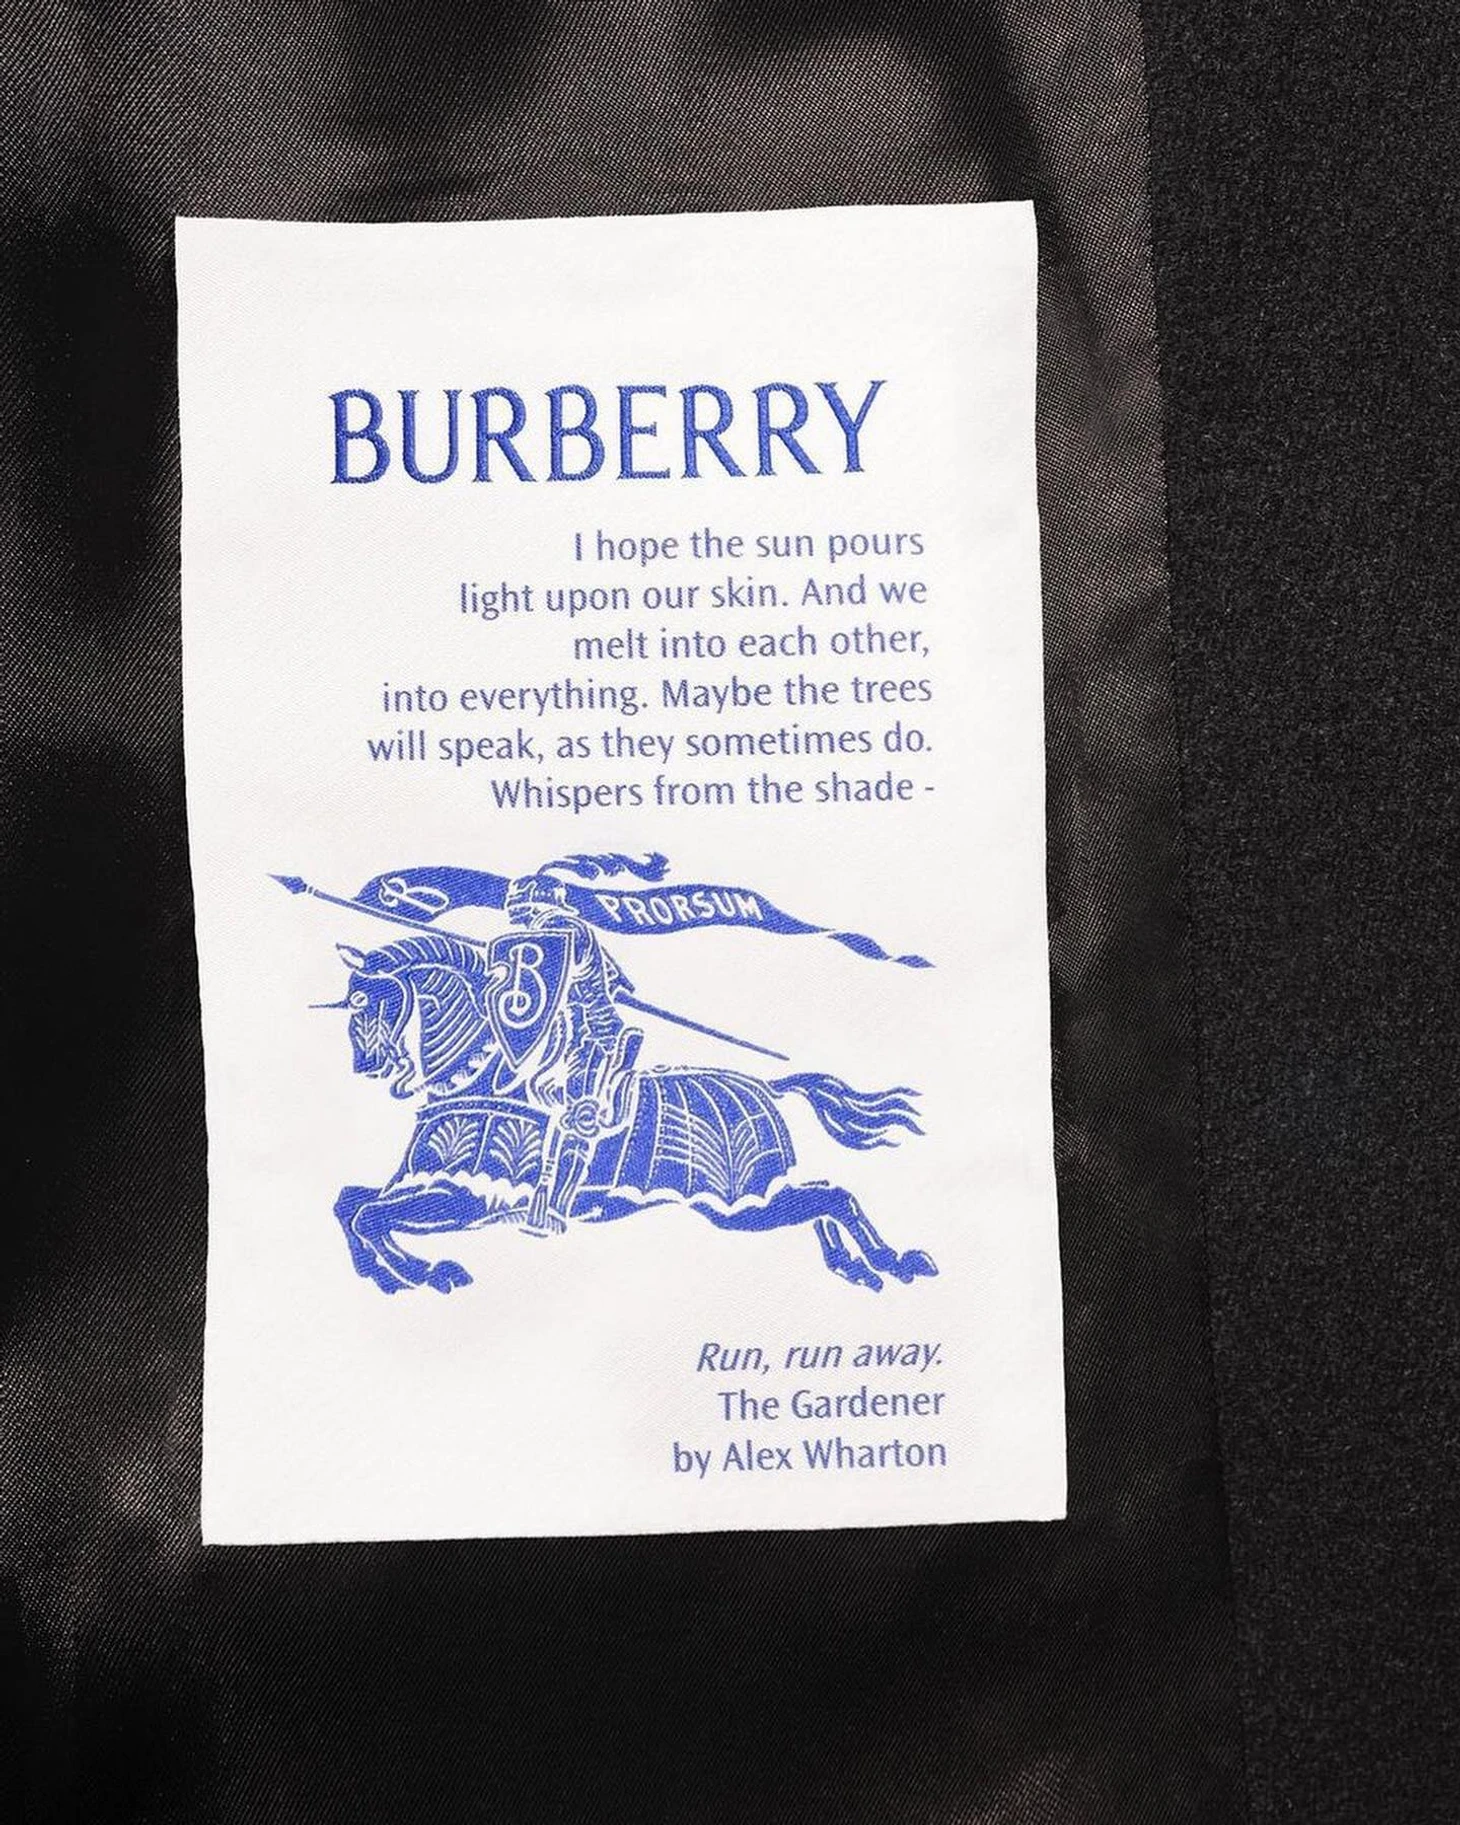 BURBERRY
I hope the sun pours
light upon our skin. And we
melt into each other,
into everything. Maybe the trees
will speak, as they sometimes do.
Whispers from the shade -
B PRORSUM
B
Run, run away.
The Gardener
by Alex Wharton